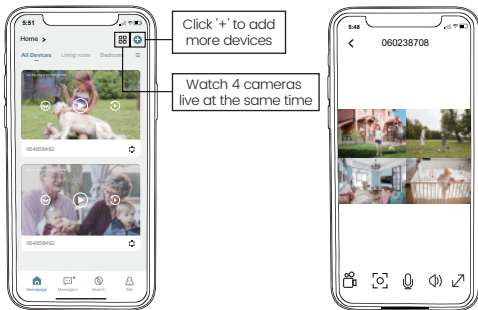 5:51
Home >
All Devices Living room Bedroom
Click '+' to add
more devices
Watch 4 cameras
live at the same time
064958492
064958492
Homepage Messages Search Me
5:48
060238708